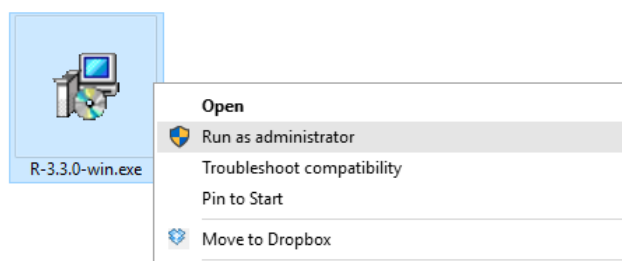 Open
Run as administrator
R-3.3.0-win.exe
Troubleshoot compatibility
Pin to Start
Move to Dropbox